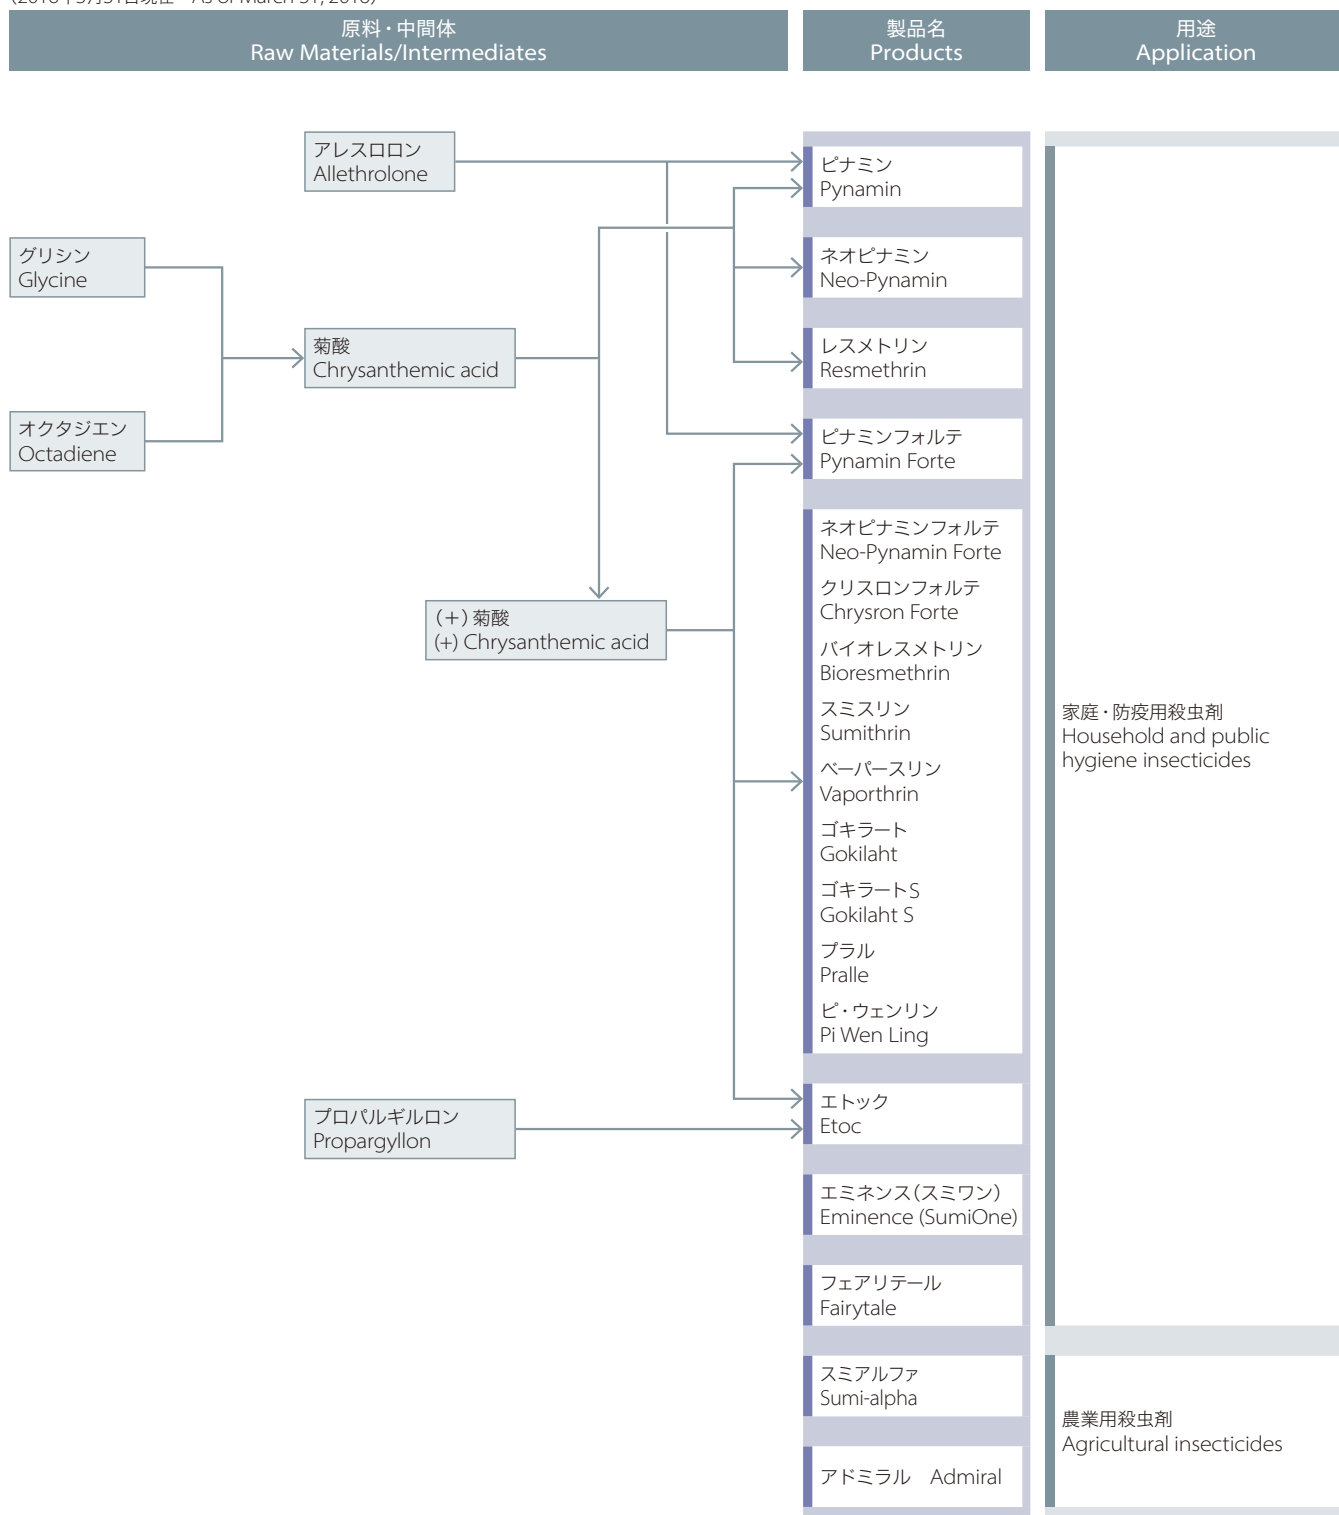 原料・中間体
Raw Materials/Intermediates
製品名
Products
用途
Application
アレスロロン
Allethrolone
グリシン
Glycine
オクタジエン
Octadiene
菊酸
Chrysanthemic acid
(+)菊酸
(+) Chrysanthemic acid
プロパルギルロン
Propargyllon
ピナミン
Pynamin
ネオピナミン
Neo-Pynamin
レスメトリン
Resmethrin
ピナミンフォルテ
Pynamin Forte
ネオピナミンフォルテ
Neo-Pynamin Forte
クリスロンフォルテ
Chrysron Forte
バイオレスメトリン
Bioresmethrin
スミスリン
Sumithrin
ベーパースリン
Vaporthrin
ゴキラート
Gokilaht
ゴキラートS
Gokilaht S
プラル
Pralle
ピ・ウェンリン
Pi Wen Ling
エトック
Etoc
エミネンス(スミワン)
Eminence (SumiOne)
フェアリテール
Fairytale
スミアルファ
Sumi-alpha
アドミラル　Admiral
家庭・防疫用殺虫剤
Household and public
hygiene insecticides
農業用殺虫剤
Agricultural insecticides